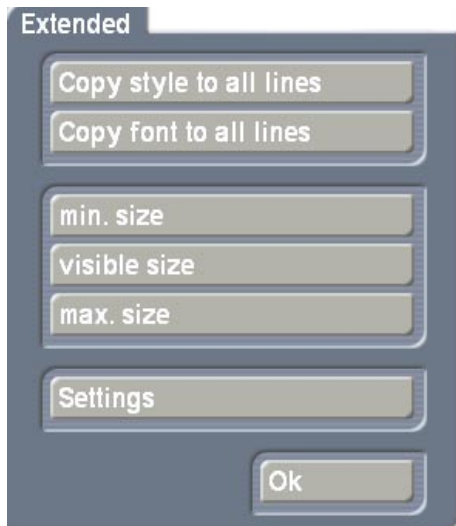 Extended
Copy style to all lines
Copy font to all lines
min. size
visible size
max. size
Settings
Ok